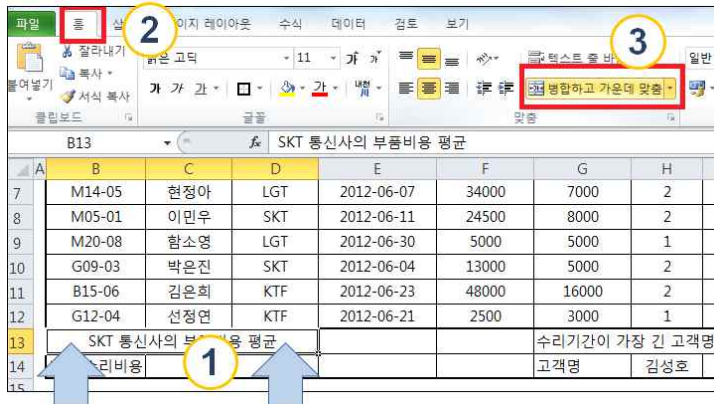 파일 홈 2 이지 레이아웃 수식 데이터 검토 보기
잘라내기
복사
서식 복사
붙여넣기
맑은 고딕 11 가 가
가 가 가 가 내천
텍스트 줄 3 일반
병합하고 가운데 맞춤
클립보드 글꼴 맞춤
B13 fx SKT 통신사의 부품비용 평균
A B C D E F G H
7 M14-05 현정아 LGT 2012-06-07 34000 7000 2
8 M05-01 이민우 SKT 2012-06-11 24500 8000 2
9 M20-08 함소영 LGT 2012-06-30 5000 5000 1
10 G09-03 박은진 SKT 2012-06-04 13000 5000 2
11 B15-06 김은희 KTF 2012-06-23 48000 16000 2
12 G12-04 선정연 KTF 2012-06-21 2500 3000 1
13 SKT 통신사의 부 용 평균 수리기간이 가장 긴 고객명
14 수리비용 1 고객명 김성호
15